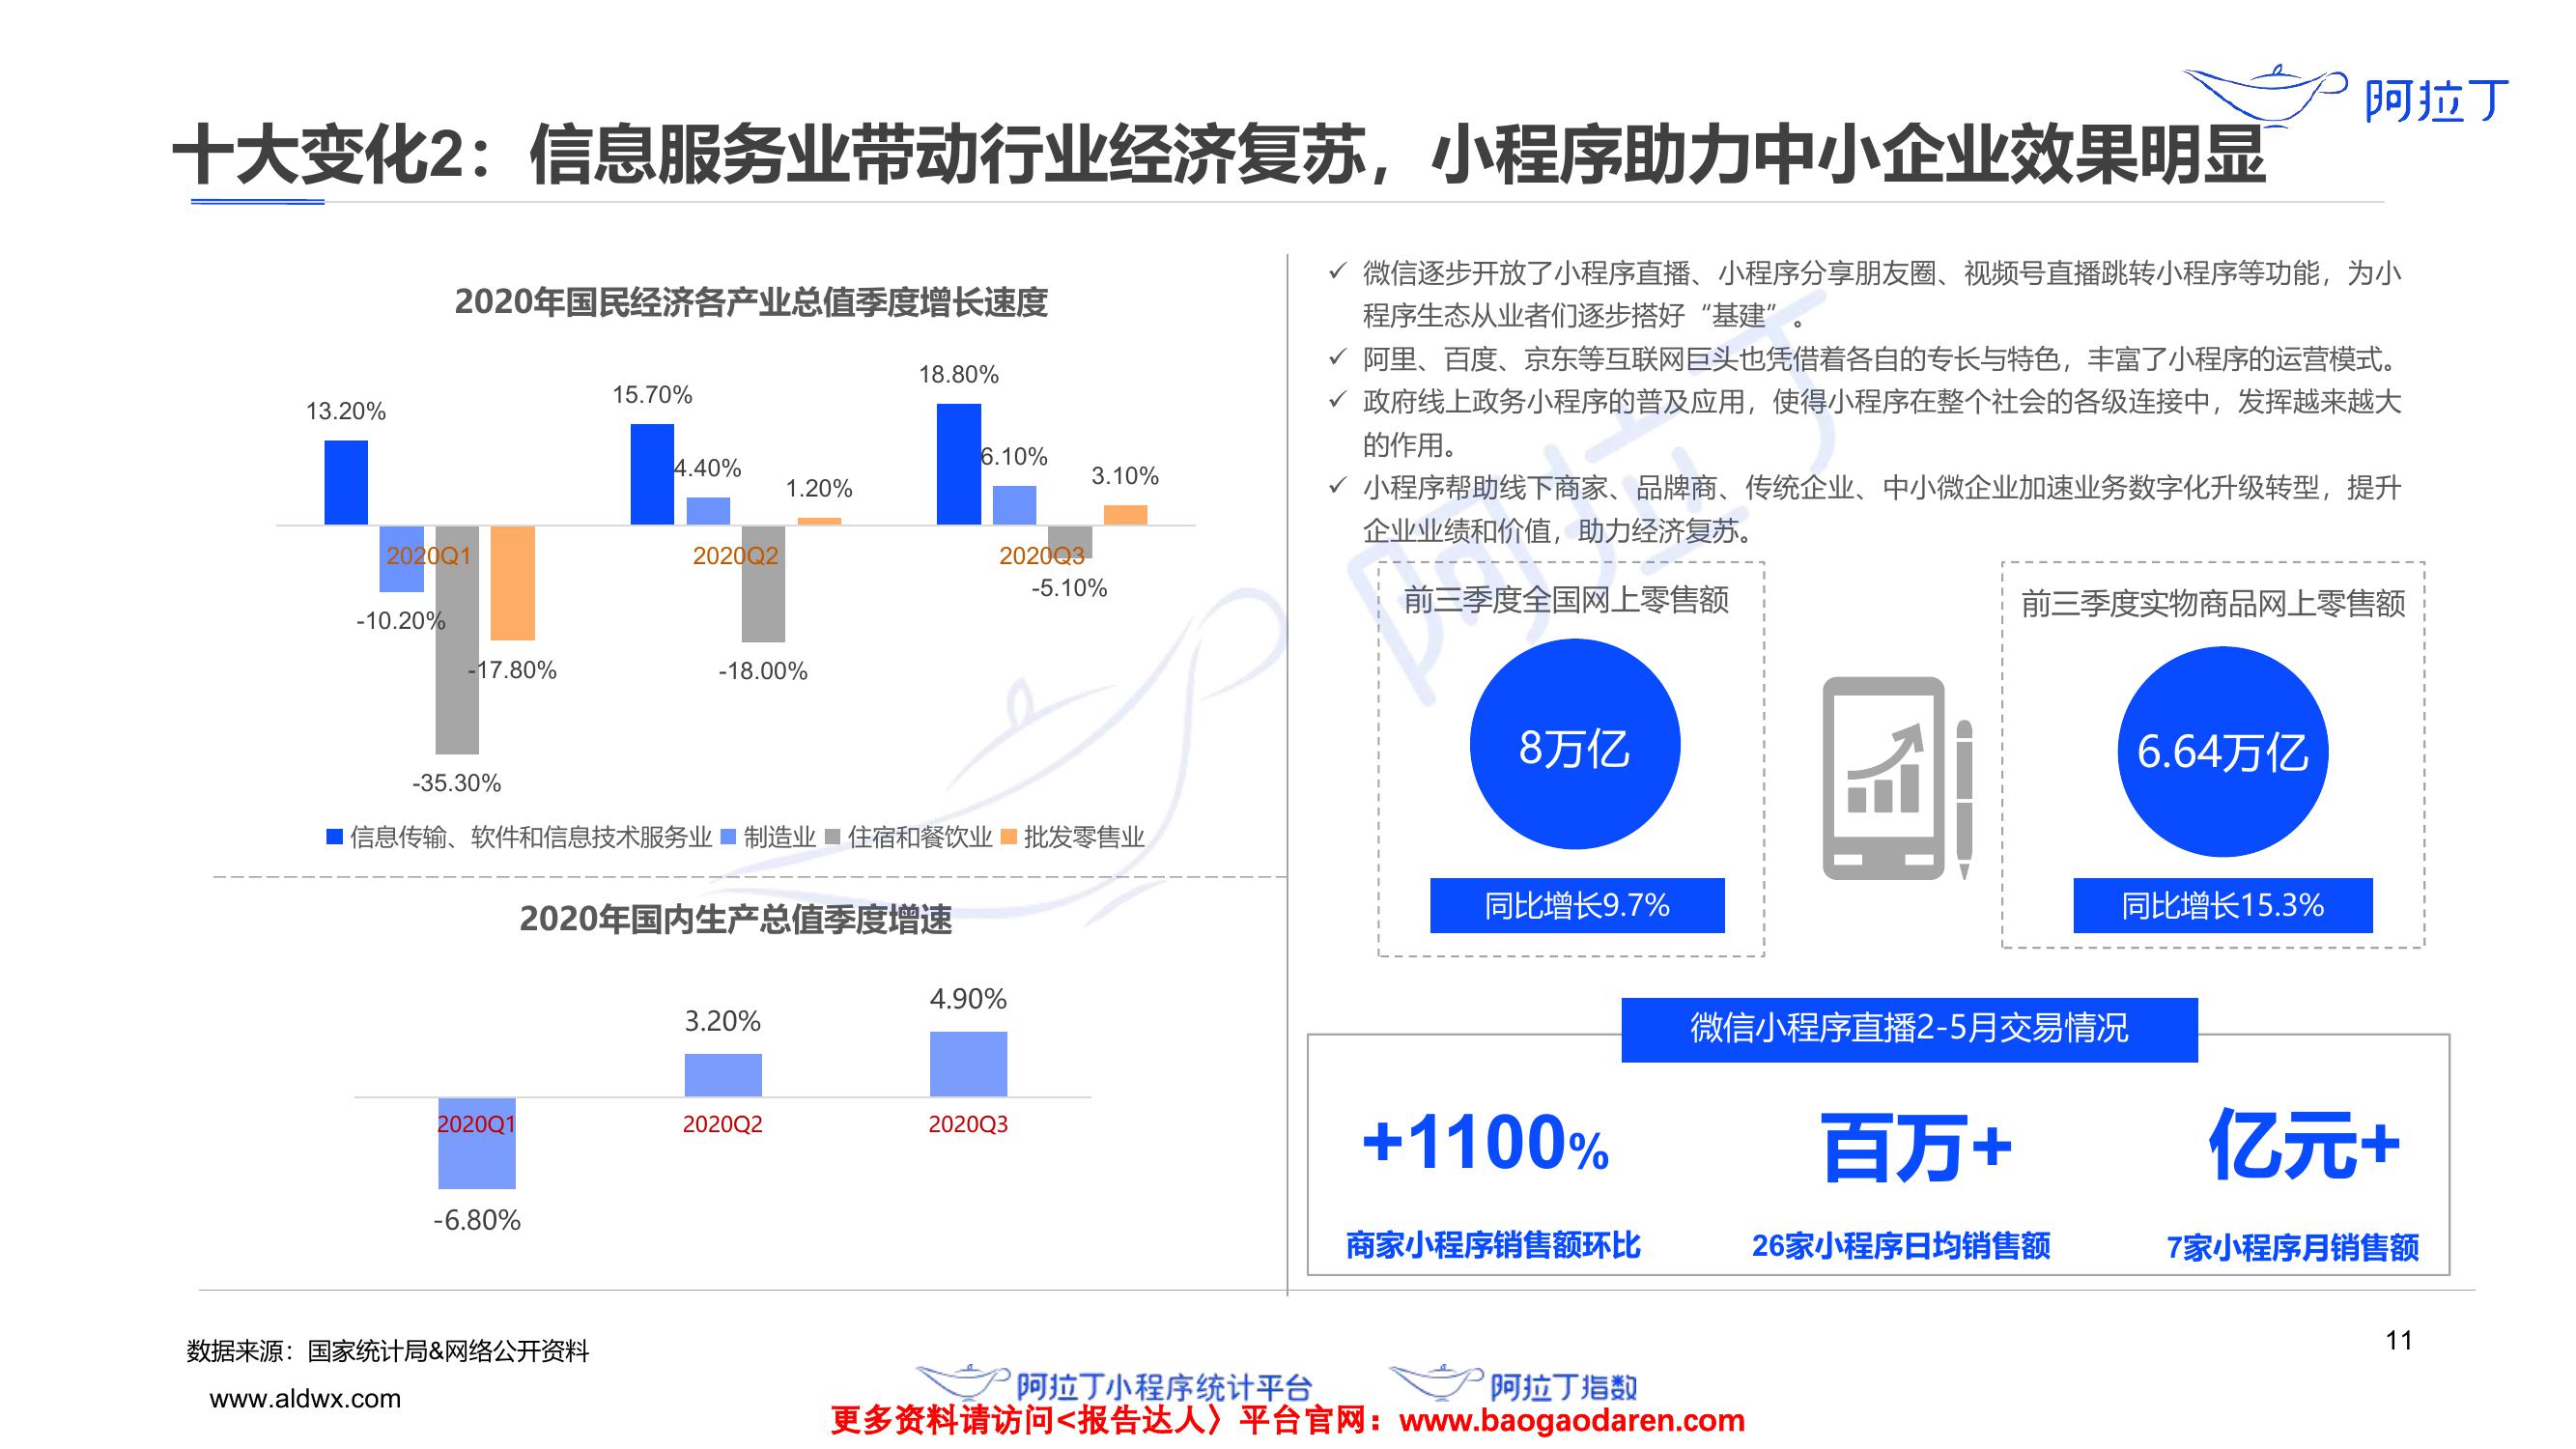 阿拉丁
十大变化2：信息服务业带动行业经济复苏，小程序助力中小企业效果明显
2020年国民经济各产业总值季度增长速度
13.20%
15.70%
18.80%
4.40%
6.10%
1.20%
3.10%
2020Q1
2020Q2
2020Q3
-10.20%
-5.10%
-17.80%
-18.00%
-35.30%
信息传输、软件和信息技术服务业 制造业 住宿和餐饮业 批发零售业
2020年国内生产总值季度增速
3.20%
4.90%
2020Q1
2020Q2
2020Q3
-6.80%
微信逐步开放了小程序直播、小程序分享朋友圈、视频号直播跳转小程序等功能，为小
程序生态从业者们逐步搭好“基建”。
阿里、百度、京东等互联网巨头也凭借着各自的专长与特色，丰富了小程序的运营模式。
政府线上政务小程序的普及应用，使得小程序在整个社会的各级连接中，发挥越来越大
的作用。
小程序帮助线下商家、品牌商、传统企业、中小微企业加速业务数字化升级转型，提升
企业业绩和价值，助力经济复苏。
阿拉丁
前三季度全国网上零售额
8万亿
同比增长9.7%
前三季度实物商品网上零售额
6.64万亿
同比增长15.3%
微信小程序直播2-5月交易情况
+1100%
百万+
亿元+
商家小程序销售额环比
26家小程序日均销售额
7家小程序月销售额
数据来源：国家统计局&网络公开资料
11
www.aldwx.com
阿拉丁小程序统计平台
阿拉丁指数
更多资料请访问<报告达人〉平台官网：www.baogaodaren.com